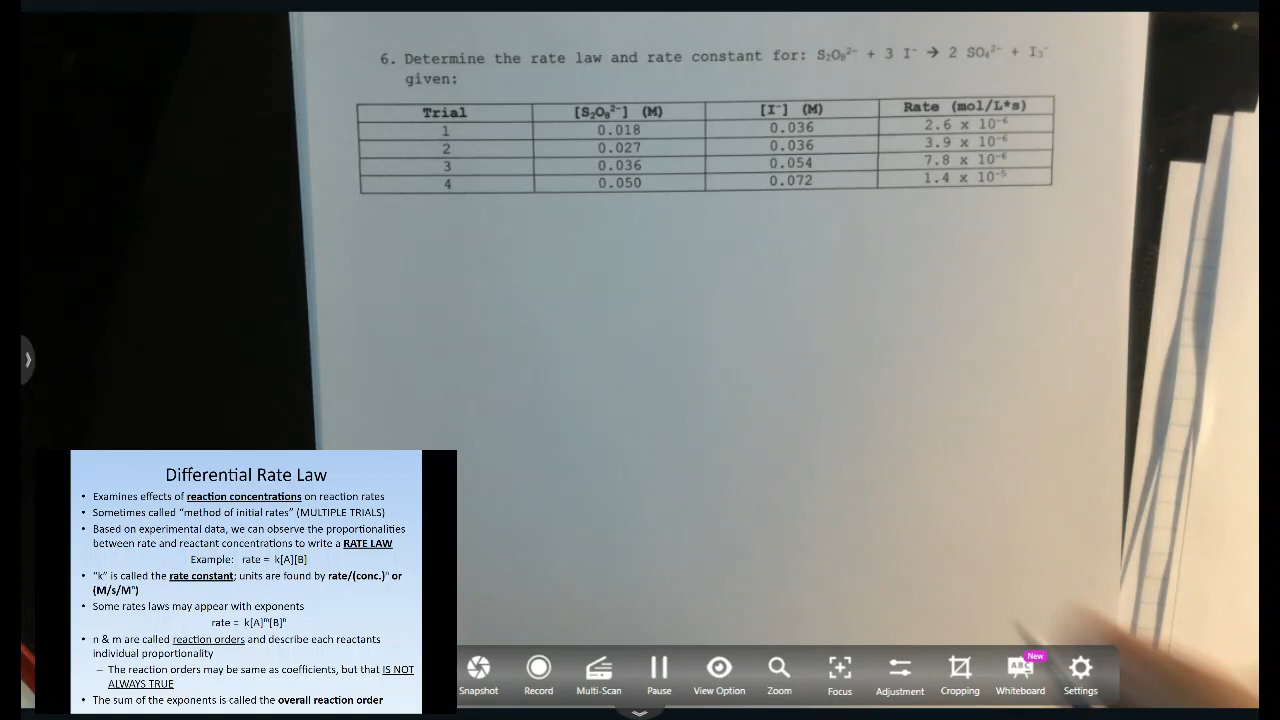 6. Determine the rate law and rate constant for: S₂O₈²⁻ + 3 I⁻ → 2 SO₄²⁻ + I₃⁻
given:
Trial [S₂O₈²⁻] (M) [I⁻] (M) Rate (mol/L*s)
1 0.018 0.036 2.6 x 10⁻⁶
2 0.027 0.036 3.9 x 10⁻⁶
3 0.036 0.054 7.8 x 10⁻⁶
4 0.050 0.072 1.4 x 10⁻⁵
Differential Rate Law
• Examines effects of reaction concentrations on reaction rates
• Sometimes called "method of initial rates" (MULTIPLE TRIALS)
• Based on experimental data, we can observe the proportionalities
between rate and reactant concentrations to write a RATE LAW
Example: rate = k[A][B]
• "k" is called the rate constant; units are found by rate/(conc.)ⁿ or
(M/s/Mⁿ)
• Some rates laws may appear with exponents
rate = k[A]ᵐ[B]ⁿ
• n & m are called reaction orders and describe each reactants
individual proportionality
– The reaction orders may be same as coefficients, but that IS NOT
ALWAYS TRUE
• The sum of the exponents is called the overall reaction order
Snapshot Record Multi-Scan Pause View Option Zoom Focus Adjustment Cropping Whiteboard Settings
New
ABC